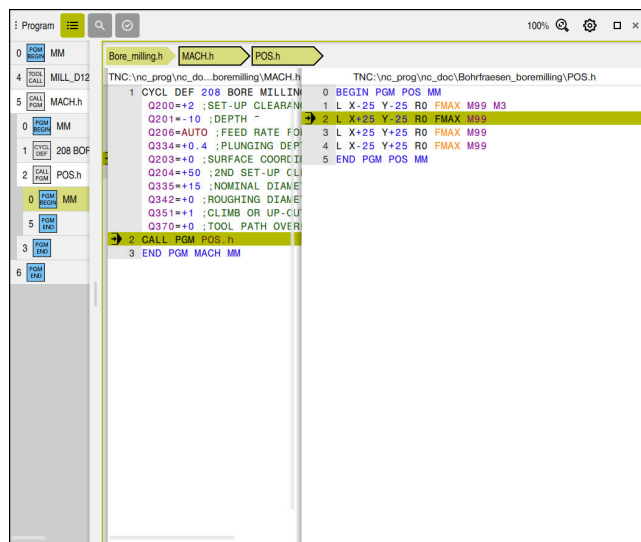 Program
100%
0 PGM BEGIN MM
4 TOOL CALL MILL_D12
5 CALL PGM MACH.h
0 PGM BEGIN MM
1 CYCL DEF 208 BOF
2 CALL PGM POS.h
0 PGM BEGIN MM
5 PGM END
3 PGM END
6 PGM END
Bore_milling.h MACH.h POS.h
TNC:\nc_prog\nc_do...boremilling\MACH.h
1 CYCL DEF 208 BORE MILLING
Q200=+2 ;SET-UP CLEARANC
Q201=-10 ;DEPTH ~
Q206=AUTO ;FEED RATE FO
Q334=+0.4 ;PLUNGING DEP
Q203=+0 ;SURFACE COORDI
Q204=+50 ;2ND SET-UP CL
Q335=+15 ;NOMINAL DIAME
Q342=+0 ;ROUGHING DIAME
Q351=+1 ;CLIMB OR UP-CU
Q370=+0 ;TOOL PATH OVER
2 CALL PGM POS.h
3 END PGM MACH MM
TNC:\nc_prog\nc_doc\Bohrfraesen_boremilling\POS.h
0 BEGIN PGM POS MM
1 L X-25 Y-25 R0 FMAX M99 M3
2 L X+25 Y-25 R0 FMAX M99
3 L X+25 Y+25 R0 FMAX M99
4 L X-25 Y+25 R0 FMAX M99
5 END PGM POS MM